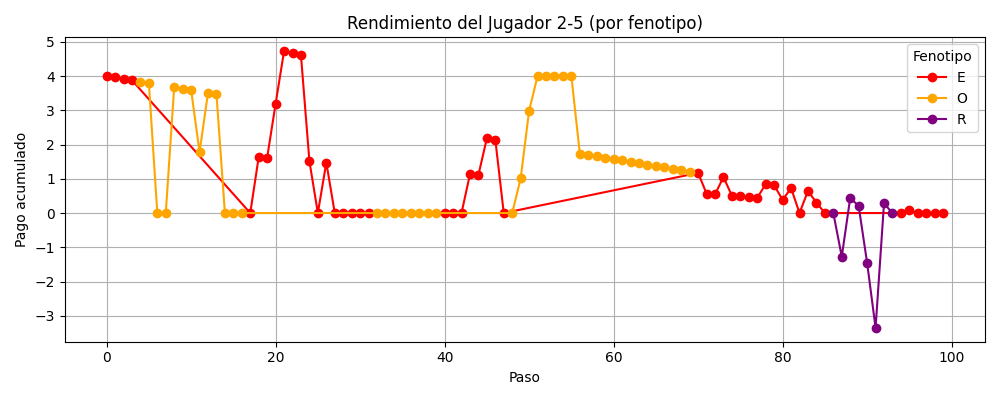 Rendimiento del Jugador 2-5 (por fenotipo)
Pago acumulado
5
4
3
2
1
0
−1
−2
−3
Fenotipo
E
O
R
0
20
40
60
80
100
Paso